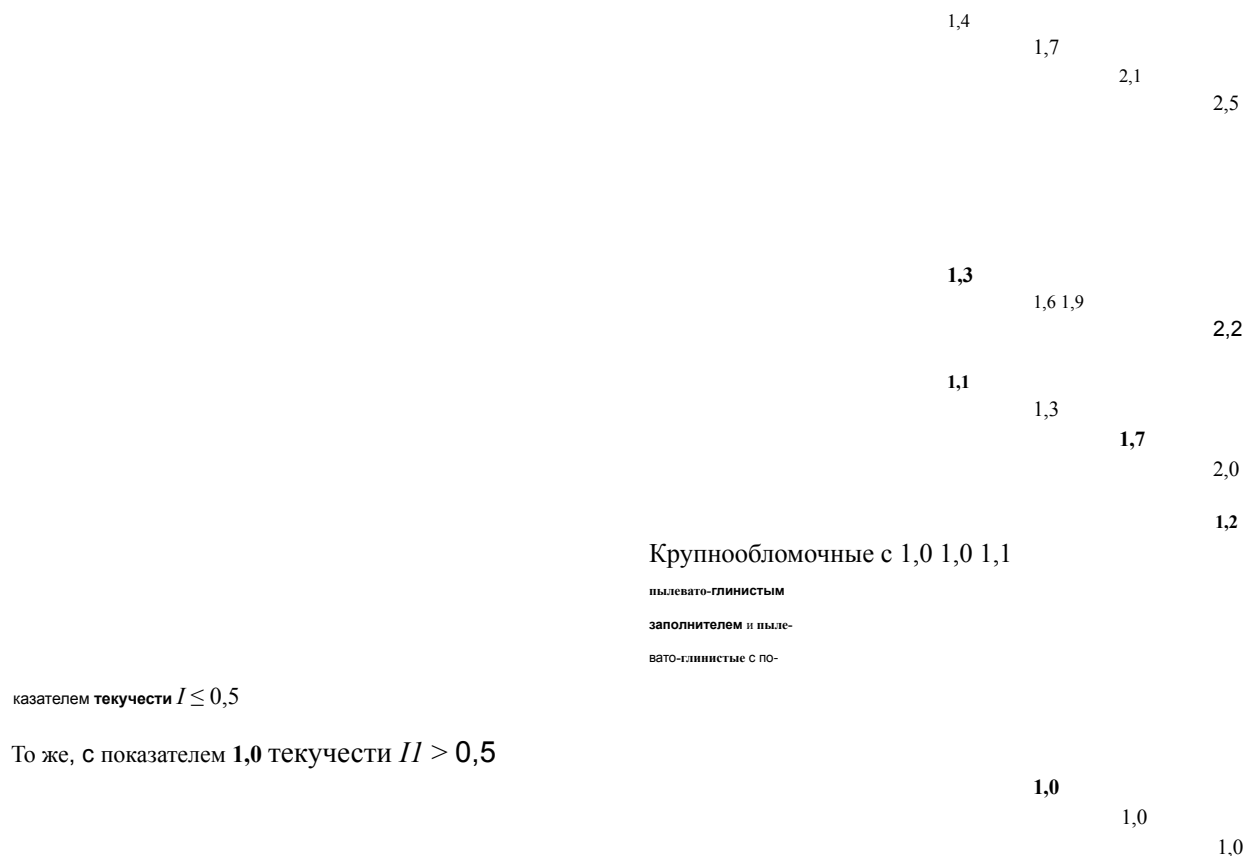 1,4
1,7
2,1
2,5
1,3
1,6 1,9
2,2
1,1
1,3
1,7
2,0
1,2
Крупнообломочные с 1,0 1,0 1,1
пылевато-глинистым
заполнителем и пыле-
вато-глинистые с по-
казателем текучести I ≤ 0,5
То же, с показателем 1,0 текучести I1 > 0,5
1,0
1,0
1,0